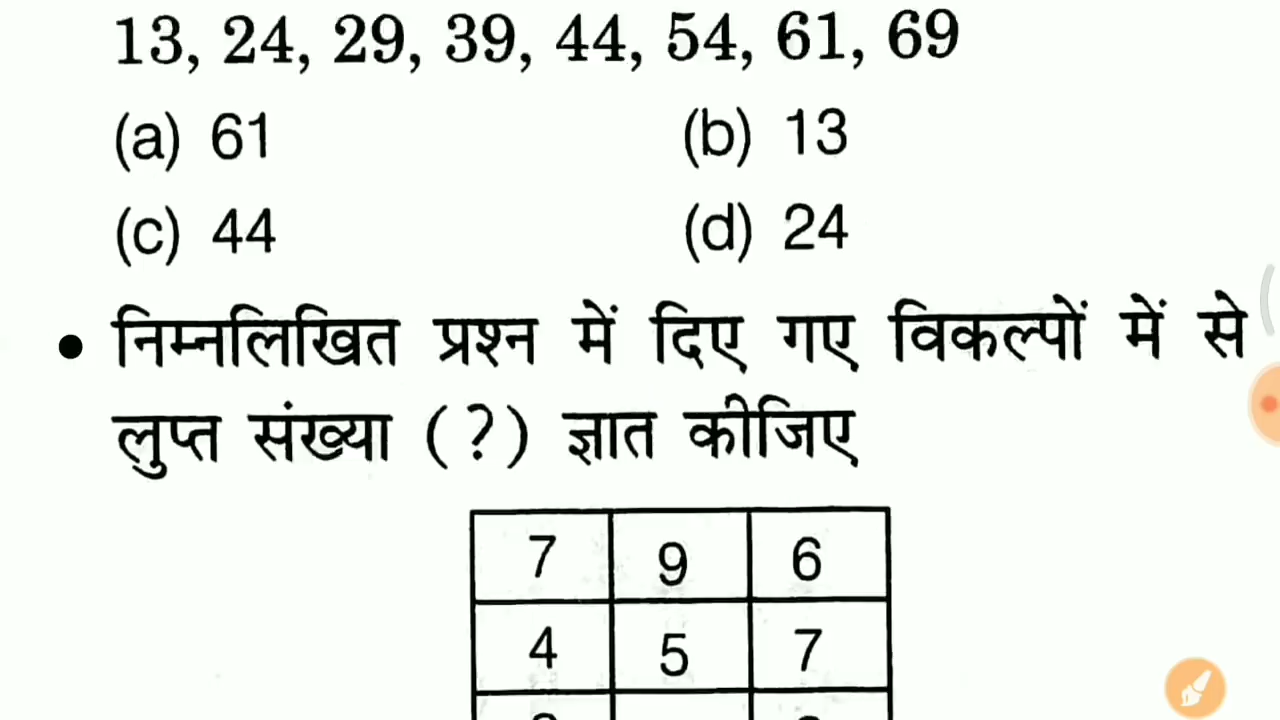 13, 24, 29, 39, 44, 54, 61, 69
(a) 61 (b) 13
(c) 44 (d) 24
• निम्नलिखित प्रश्न में दिए गए विकल्पों में से
लुप्त संख्या (?) ज्ञात कीजिए
7 9 6
4 5 7